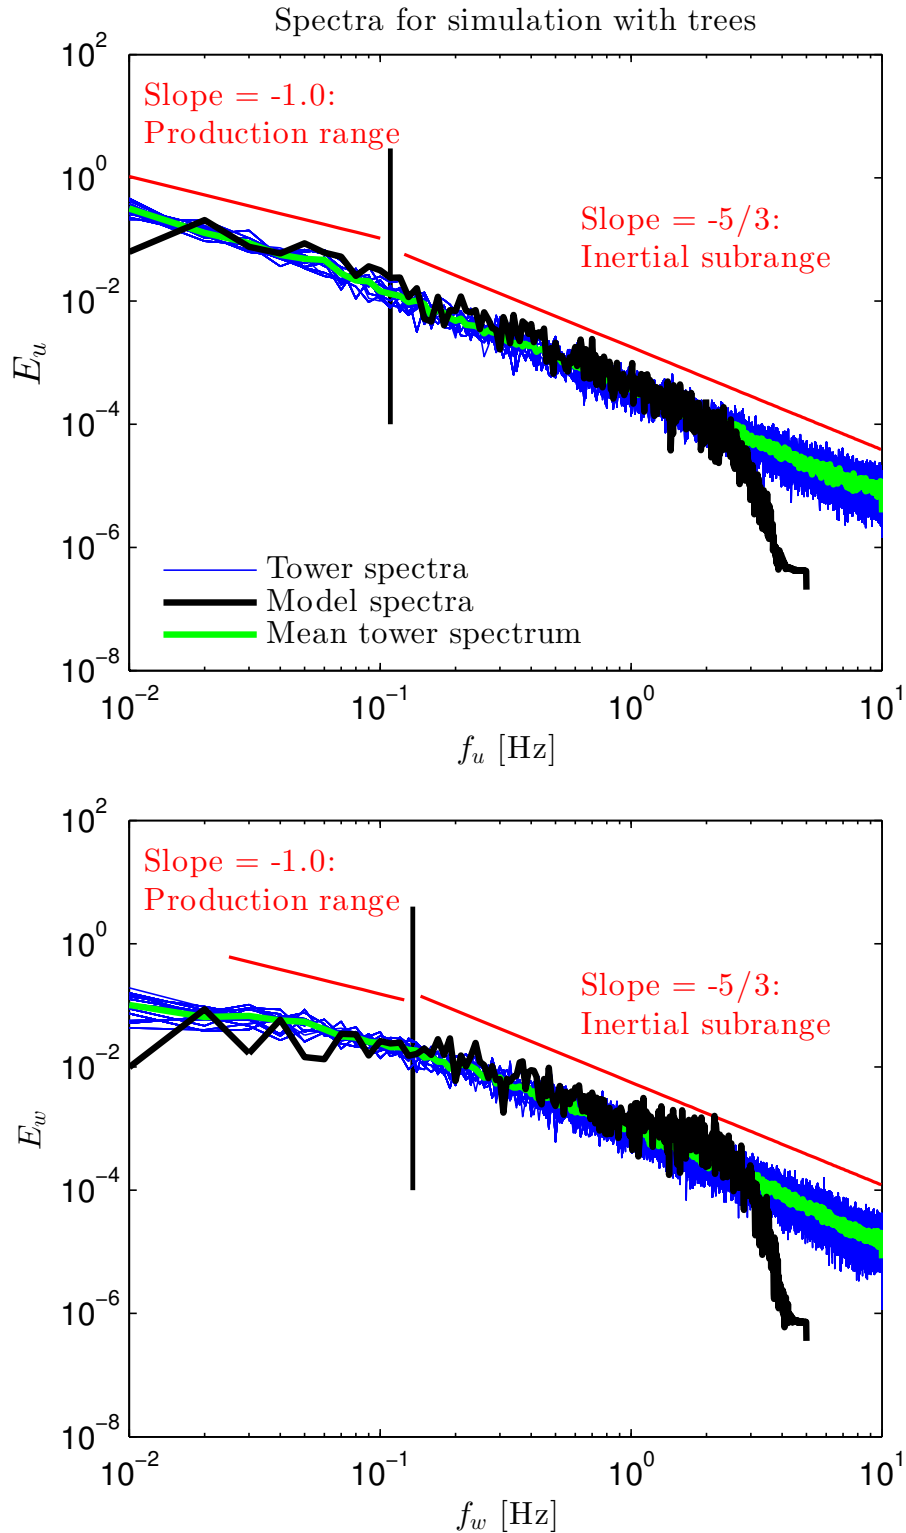 Spectra for simulation with trees
10^2
Slope = -1.0:
Production range
10^0
Slope = -5/3:
Inertial subrange
10^-2
E_u
10^-4
10^-6
Tower spectra
Model spectra
Mean tower spectrum
10^-8
10^-2 10^-1 10^0 10^1
f_u [Hz]
10^2
Slope = -1.0:
Production range
10^0
Slope = -5/3:
Inertial subrange
10^-2
E_w
10^-4
10^-6
10^-8
10^-2 10^-1 10^0 10^1
f_w [Hz]